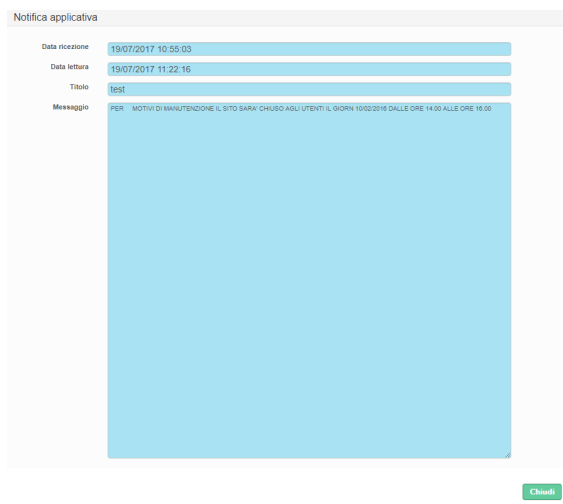 Notifica applicativa
Data ricezione 19/07/2017 10:55:03
Data lettura 19/07/2017 11:22:16
Titolo test
Messaggio PER MOTIVI DI MANUTENZIONE IL SITO SARA' CHIUSO AGLI UTENTI IL GIORN 10/02/2016 DALLE ORE 14.00 ALLE ORE 16.00
Chiudi